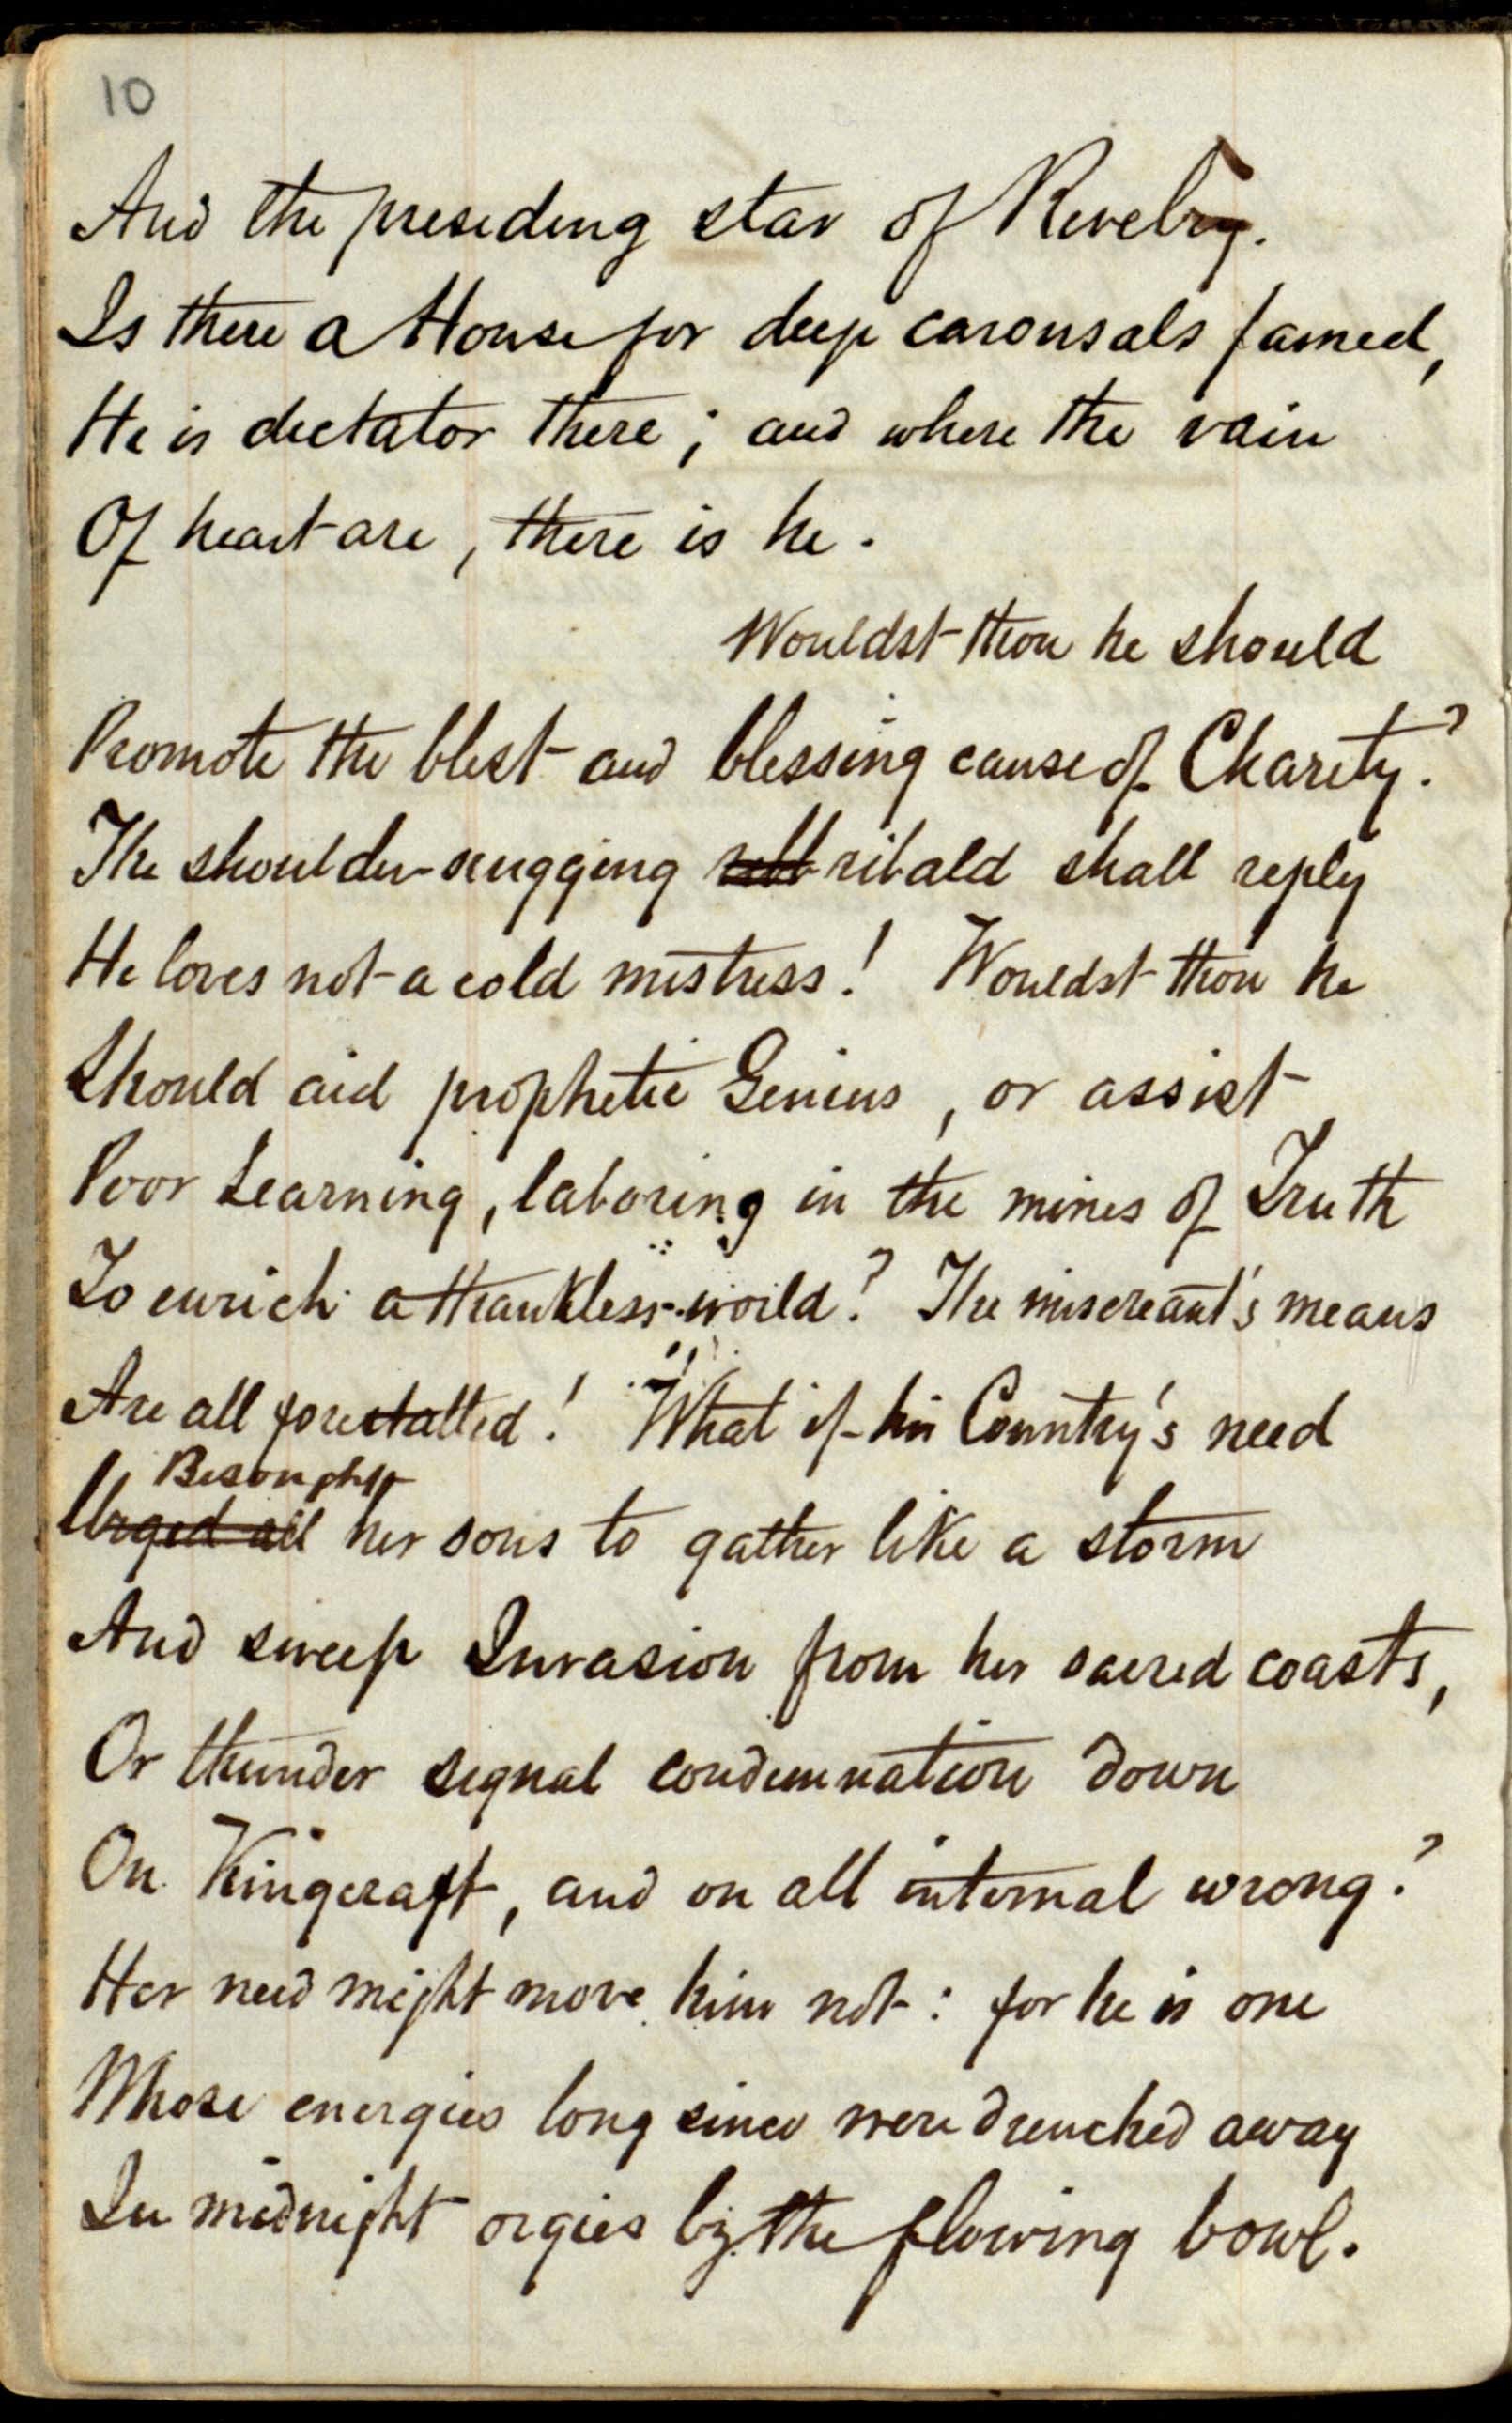 10
And the presiding star of Revelry.
Is there a House for deep carousals famed,
He is dictator there; and where the vain
Of heart are, there is he.
Wouldst thou he should
Promote the blest and blessing cause of Charity?
The shoulder-rugging ribald shall reply
He loves not a cold mistress! Wouldst thou he
Should aid prophetic Genius, or assist
Poor Learning, laboring in the mines of Truth
To enrich a thankless world? The miscreant's means
Are all forestalled! What if his Country's need
Besought
Urged all her sons to gather like a storm
And sweep Invasion from her sacred coasts,
Or thunder signal condemnation down
On Kingcraft, and on all internal wrong?
Her need might move him not: for he is one
Whose energies long since were drenched away
In midnight orgies by the flowing bowl.